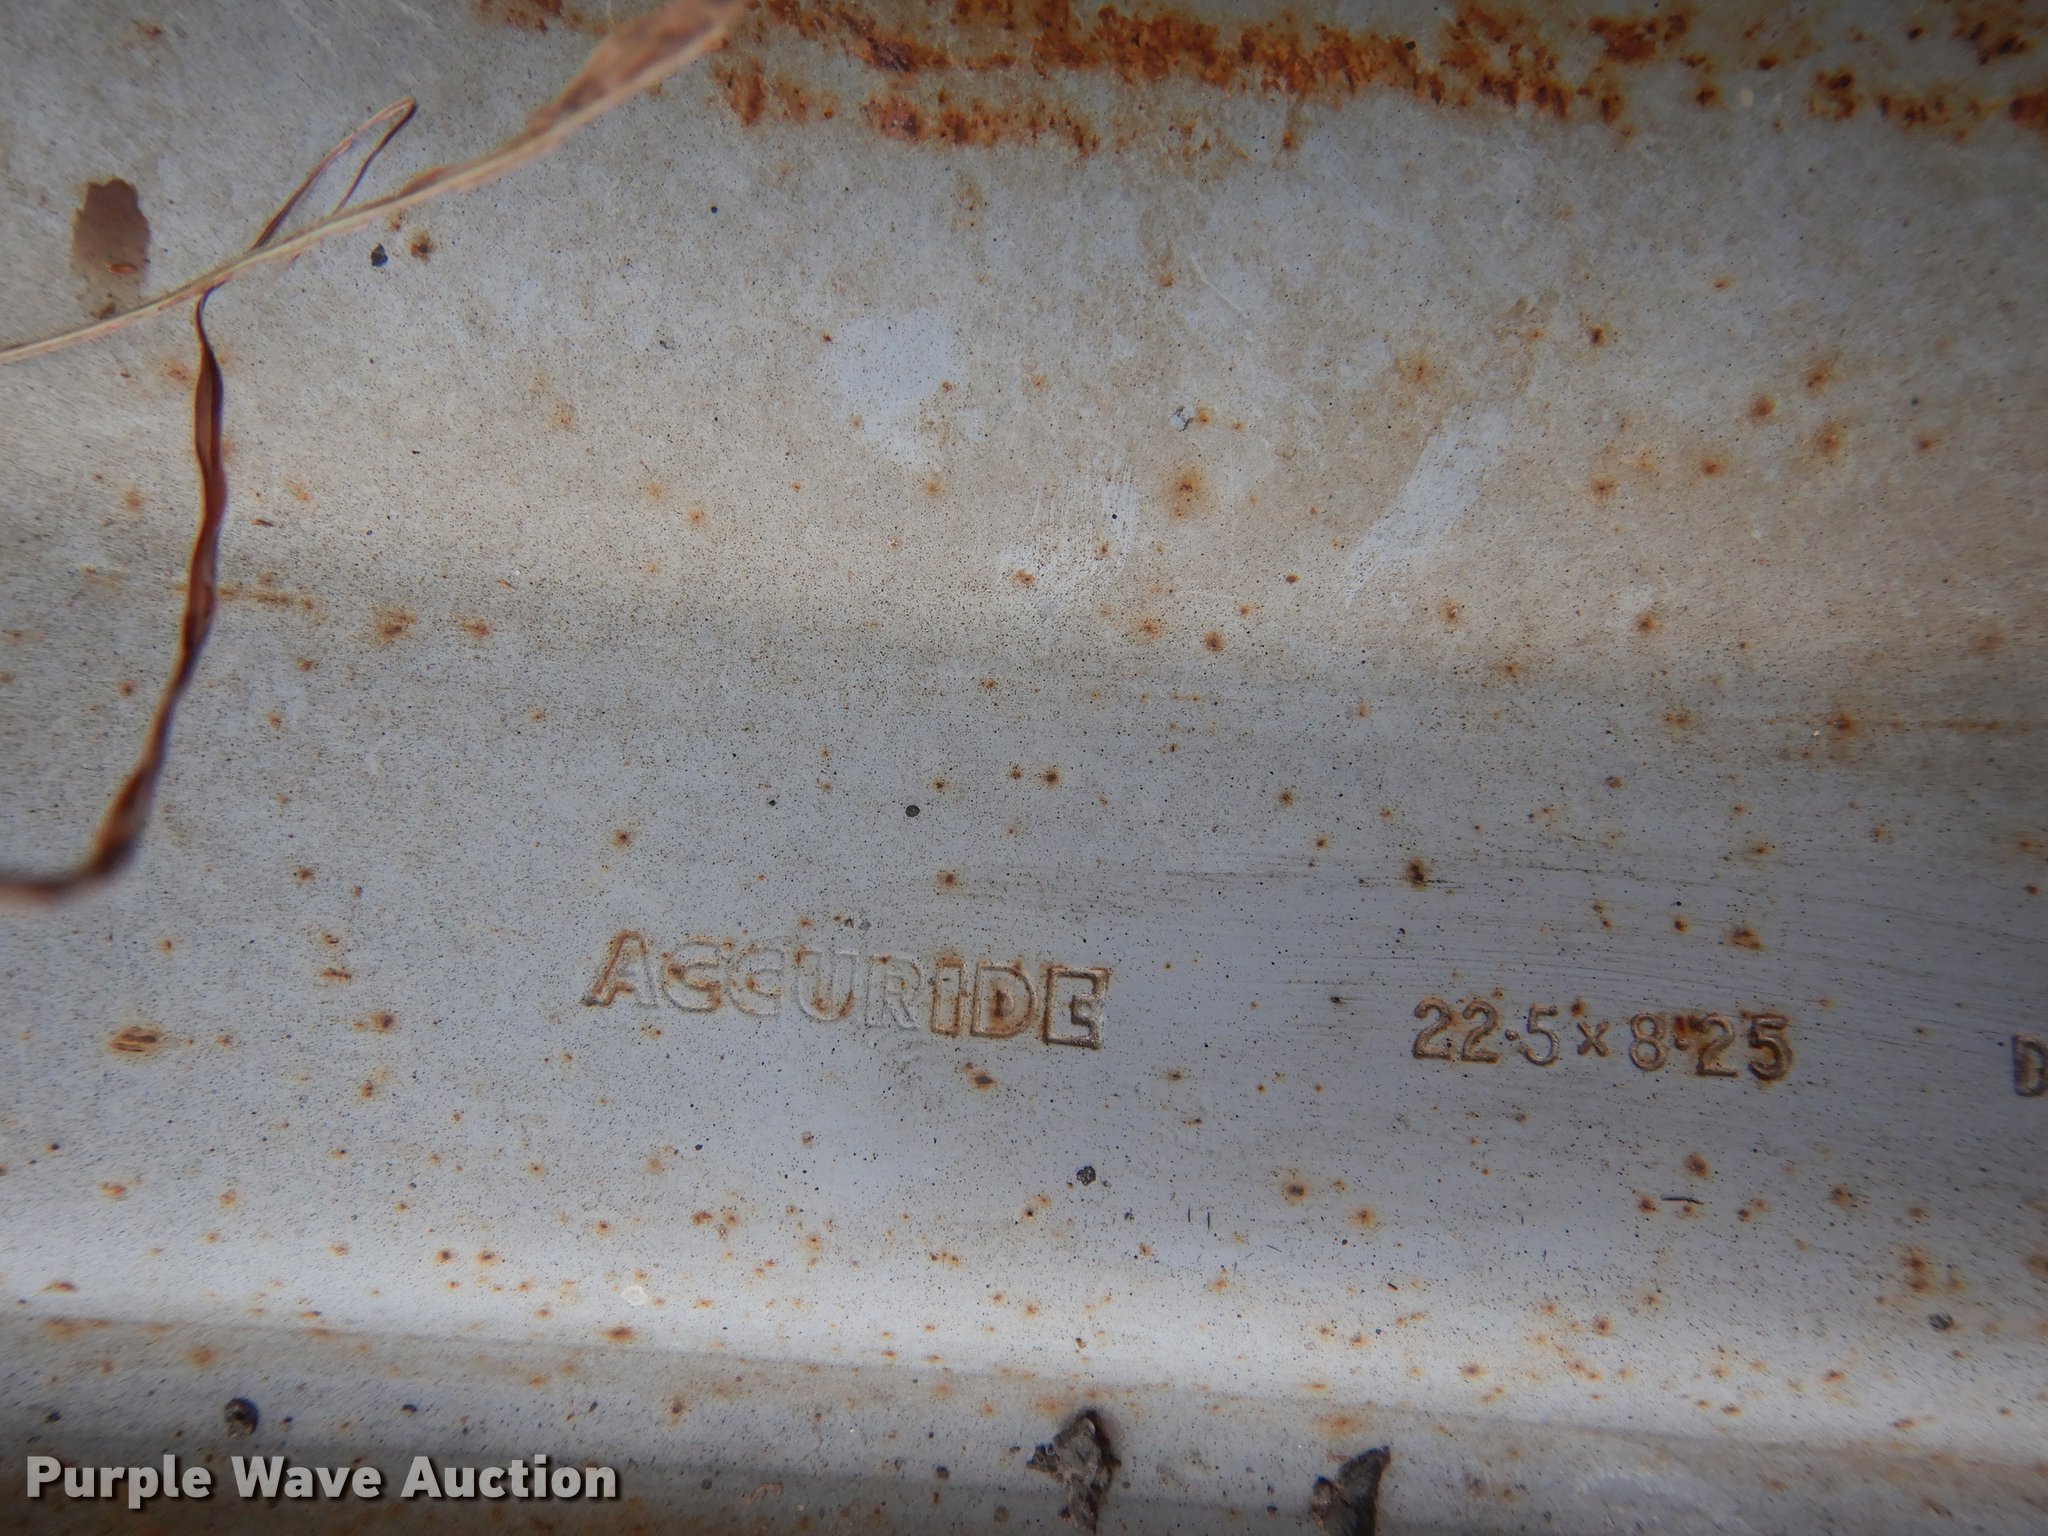 ACCURIDE 22.5x8.25 D
Purple Wave Auction